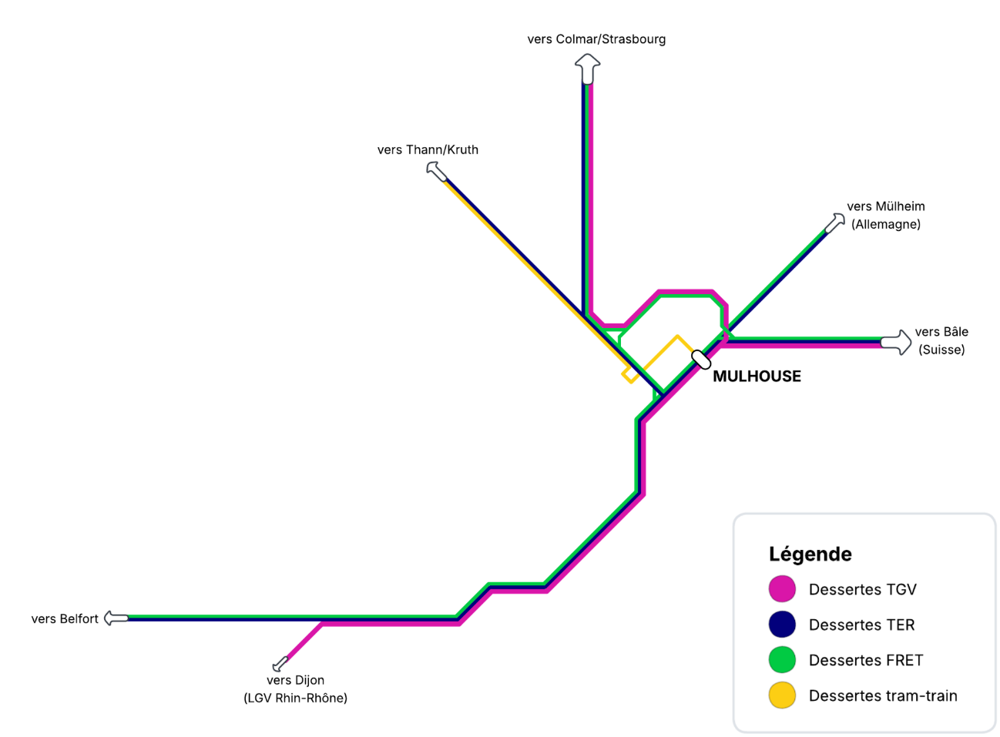 vers Colmar/Strasbourg
vers Thann/Kruth
vers Mülheim
(Allemagne)
vers Bâle
(Suisse)
MULHOUSE
vers Belfort
vers Dijon
(LGV Rhin-Rhône)
Légende
Dessertes TGV
Dessertes TER
Dessertes FRET
Dessertes tram-train